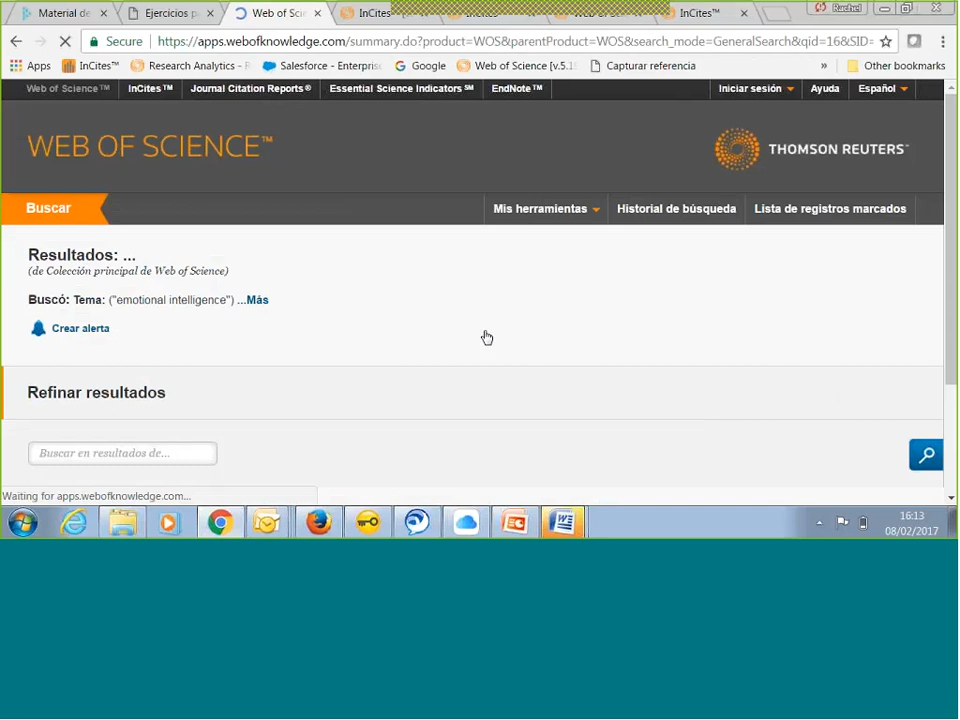 Material de
Ejercicios p
Web of Scie
InCites™
Rachel
Secure https://apps.webofknowledge.com/summary.do?product=WOS&parentProduct=WOS&search_mode=GeneralSearch&qid=16&SID=
Apps InCites™ Research Analytics - Salesforce - Enterpris Google Web of Science [v.5.1 Capturar referencia » Other bookmarks
Web of Science™ InCites™ Journal Citation Reports® Essential Science Indicators℠ EndNote™ Iniciar sesión Ayuda Español
WEB OF SCIENCE™
THOMSON REUTERS™
Buscar Mis herramientas Historial de búsqueda Lista de registros marcados
Resultados: ...
(de Colección principal de Web of Science)
Buscó: Tema: ("emotional intelligence") ...Más
Crear alerta
Refinar resultados
Buscar en resultados de...
Waiting for apps.webofknowledge.com...
16:13
08/02/2017